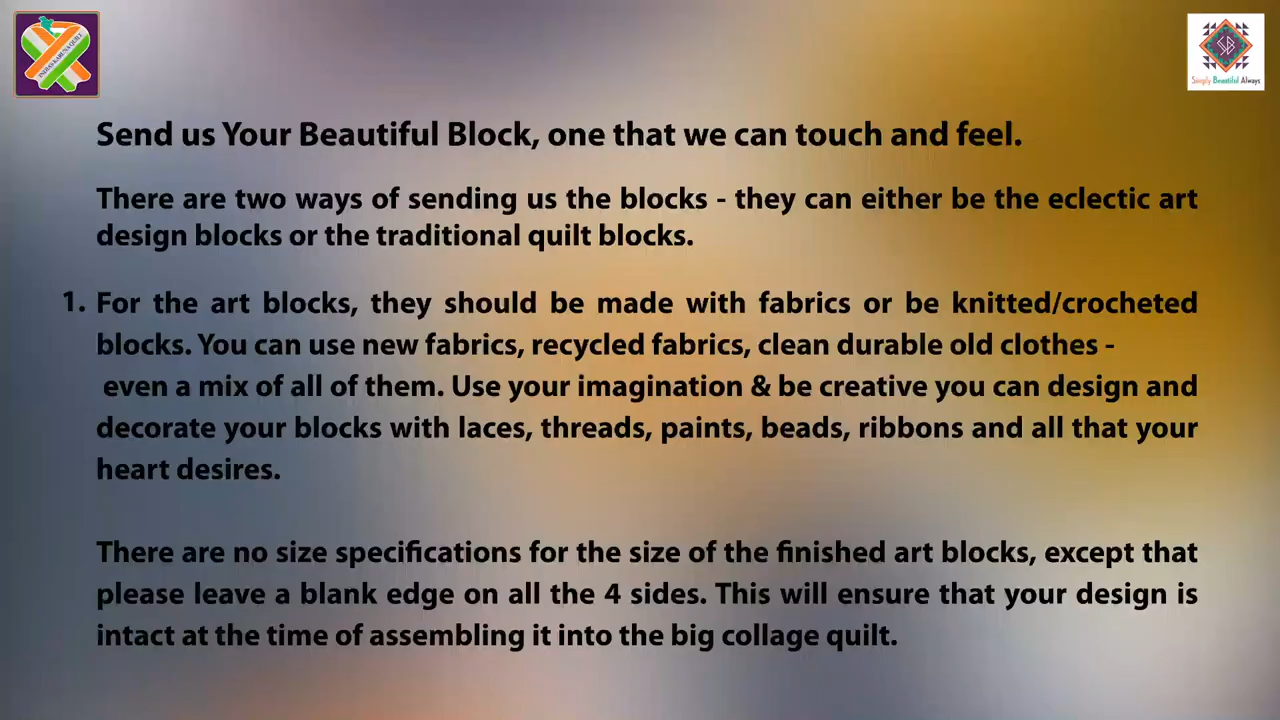 INDIAS KARUNA QUILT
SB
Simply Beautiful Always
Send us Your Beautiful Block, one that we can touch and feel.
There are two ways of sending us the blocks - they can either be the eclectic art
design blocks or the traditional quilt blocks.
1. For the art blocks, they should be made with fabrics or be knitted/crocheted
blocks. You can use new fabrics, recycled fabrics, clean durable old clothes -
even a mix of all of them. Use your imagination & be creative you can design and
decorate your blocks with laces, threads, paints, beads, ribbons and all that your
heart desires.
There are no size specifications for the size of the finished art blocks, except that
please leave a blank edge on all the 4 sides. This will ensure that your design is
intact at the time of assembling it into the big collage quilt.